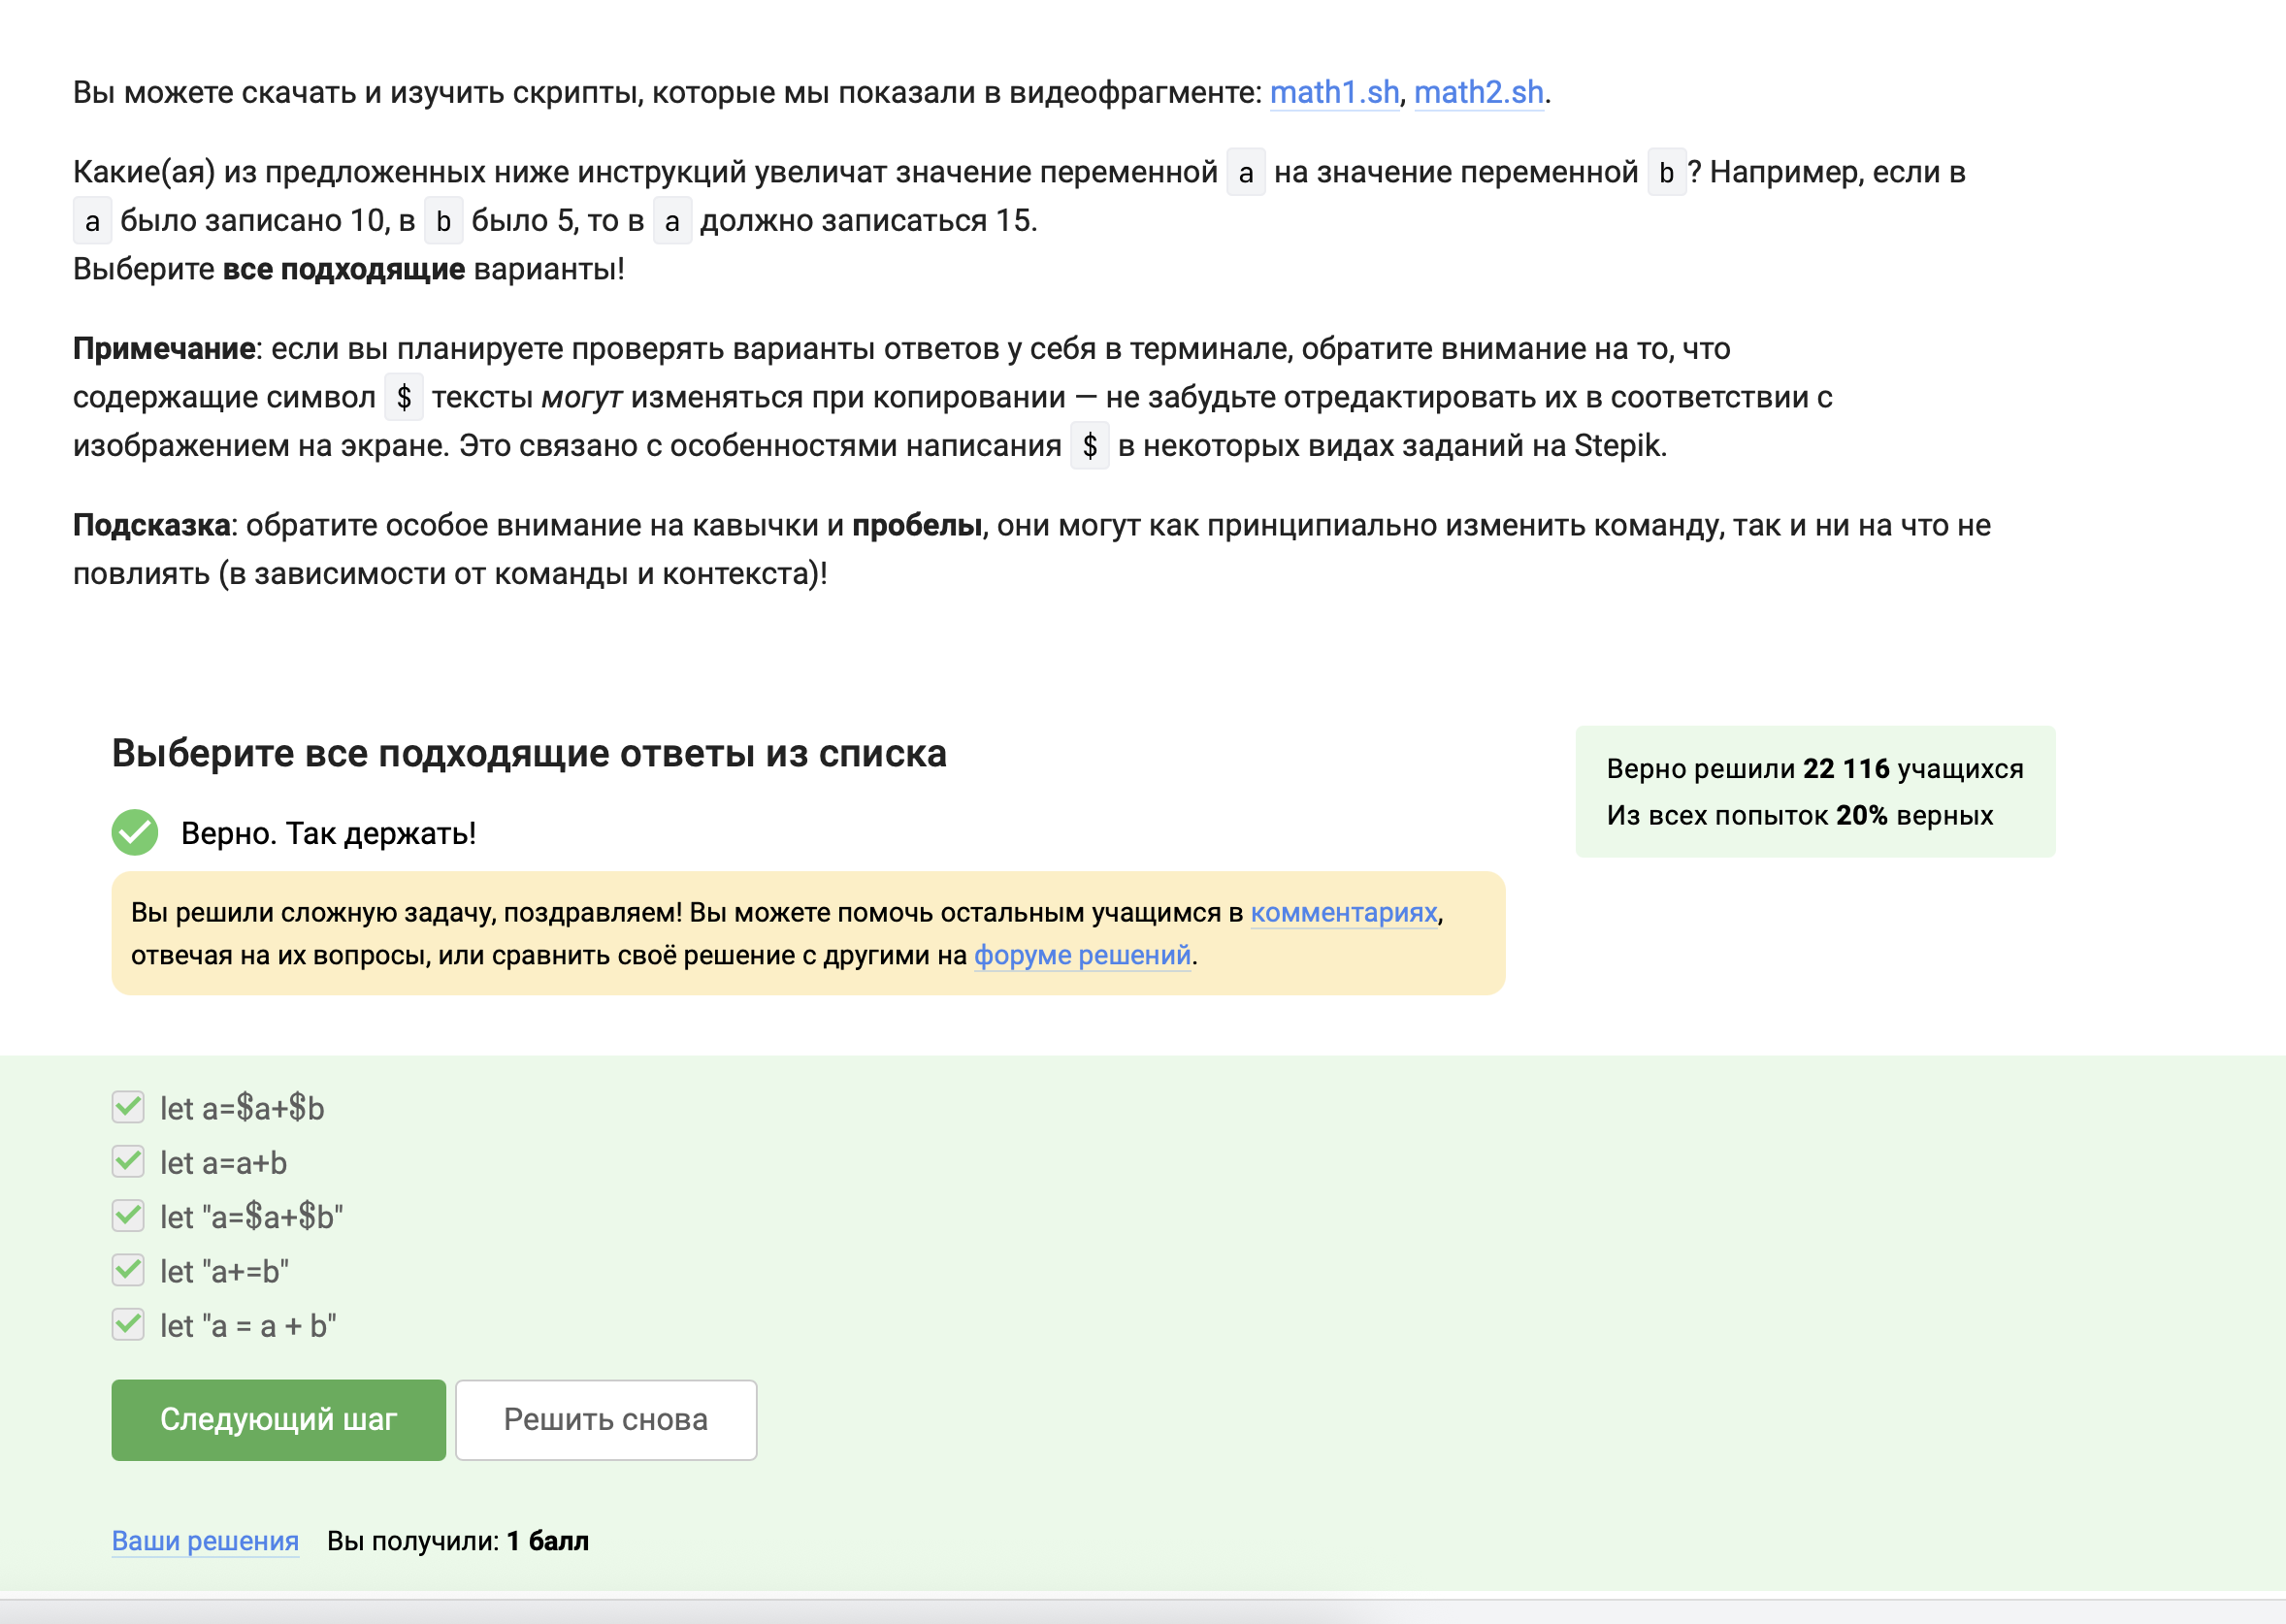 Вы можете скачать и изучить скрипты, которые мы показали в видеофрагменте: math1.sh, math2.sh.
Какие(ая) из предложенных ниже инструкций увеличат значение переменной a на значение переменной b? Например, если в
a было записано 10, в b было 5, то в a должно записаться 15.
Выберите все подходящие варианты!
Примечание: если вы планируете проверять варианты ответов у себя в терминале, обратите внимание на то, что
содержащие символ $ тексты могут изменяться при копировании — не забудьте отредактировать их в соответствии с
изображением на экране. Это связано с особенностями написания $ в некоторых видах заданий на Stepik.
Подсказка: обратите особое внимание на кавычки и пробелы, они могут как принципиально изменить команду, так и ни на что не
повлиять (в зависимости от команды и контекста)!
Выберите все подходящие ответы из списка
Верно решили 22 116 учащихся
Из всех попыток 20% верных
Верно. Так держать!
Вы решили сложную задачу, поздравляем! Вы можете помочь остальным учащимся в комментариях,
отвечая на их вопросы, или сравнить своё решение с другими на форуме решений.
let a=$a+$b
let a=a+b
let "a=$a+$b"
let "a+=b"
let "a = a + b"
Следующий шаг
Решить снова
Ваши решения
Вы получили: 1 балл